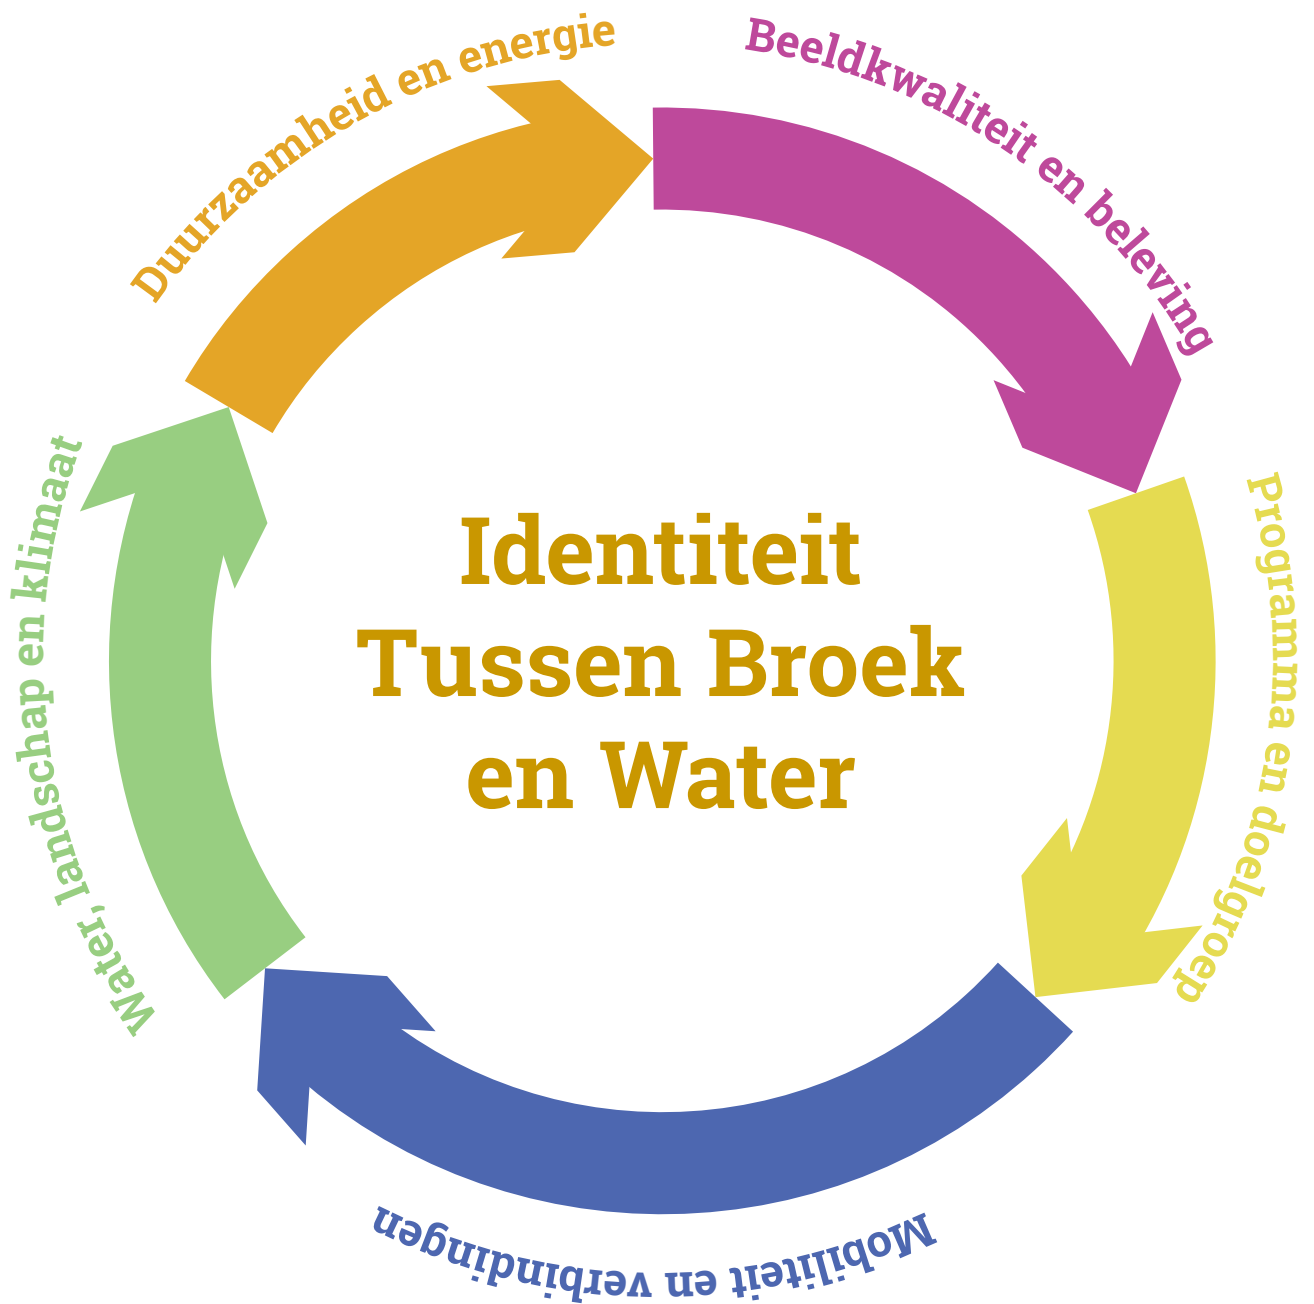 Duurzaamheid en energie
Beeldkwaliteit en beleving
Programma en doelgroep
Mobiliteit en verbindingen
Water, landschap en klimaat
Identiteit
Tussen Broek
en Water